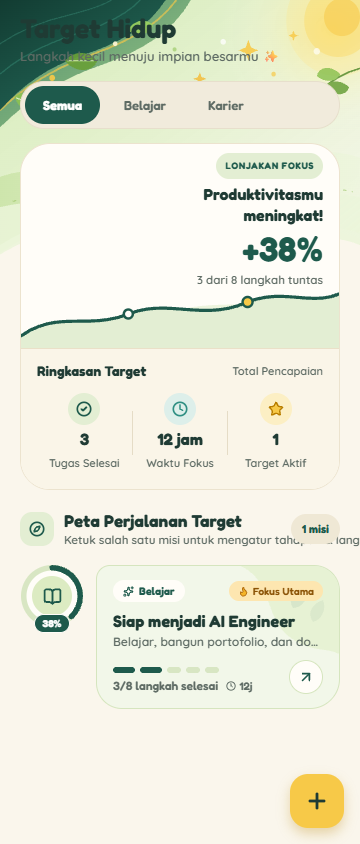 Target Hidup
Langkah kecil menuju impian besarmu ✨
Semua Belajar Karier
LONJAKAN FOKUS
Produktivitasmu
meningkat!
+38%
3 dari 8 langkah tuntas
Ringkasan Target Total Pencapaian
3 12 jam 1
Tugas Selesai Waktu Fokus Target Aktif
Peta Perjalanan Target 1 misi
Ketuk salah satu misi untuk mengatur
38%
Belajar Fokus Utama
Siap menjadi AI Engineer
Belajar, bangun portofolio, dan do...
3/8 langkah selesai 12j